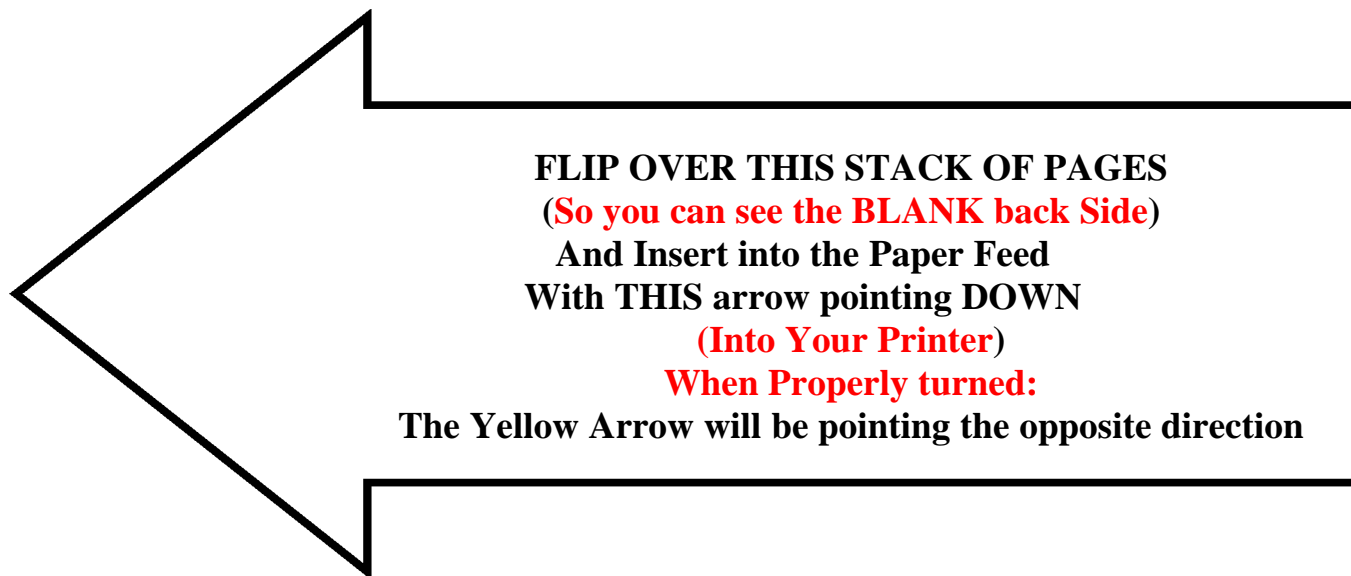 FLIP OVER THIS STACK OF PAGES
(So you can see the BLANK back Side)
And Insert into the Paper Feed
With THIS arrow pointing DOWN
(Into Your Printer)
When Properly turned:
The Yellow Arrow will be pointing the opposite direction